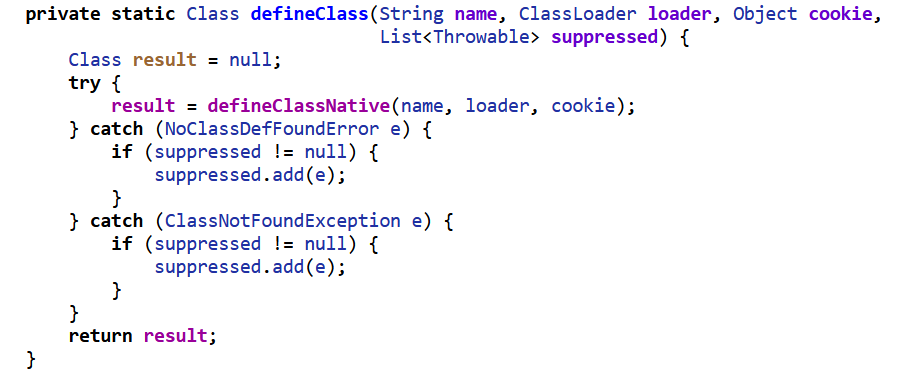 private static Class defineClass(String name, ClassLoader loader, Object cookie,
                                 List<Throwable> suppressed) {
    Class result = null;
    try {
        result = defineClassNative(name, loader, cookie);
    } catch (NoClassDefFoundError e) {
        if (suppressed != null) {
            suppressed.add(e);
        }
    } catch (ClassNotFoundException e) {
        if (suppressed != null) {
            suppressed.add(e);
        }
    }
    return result;
}